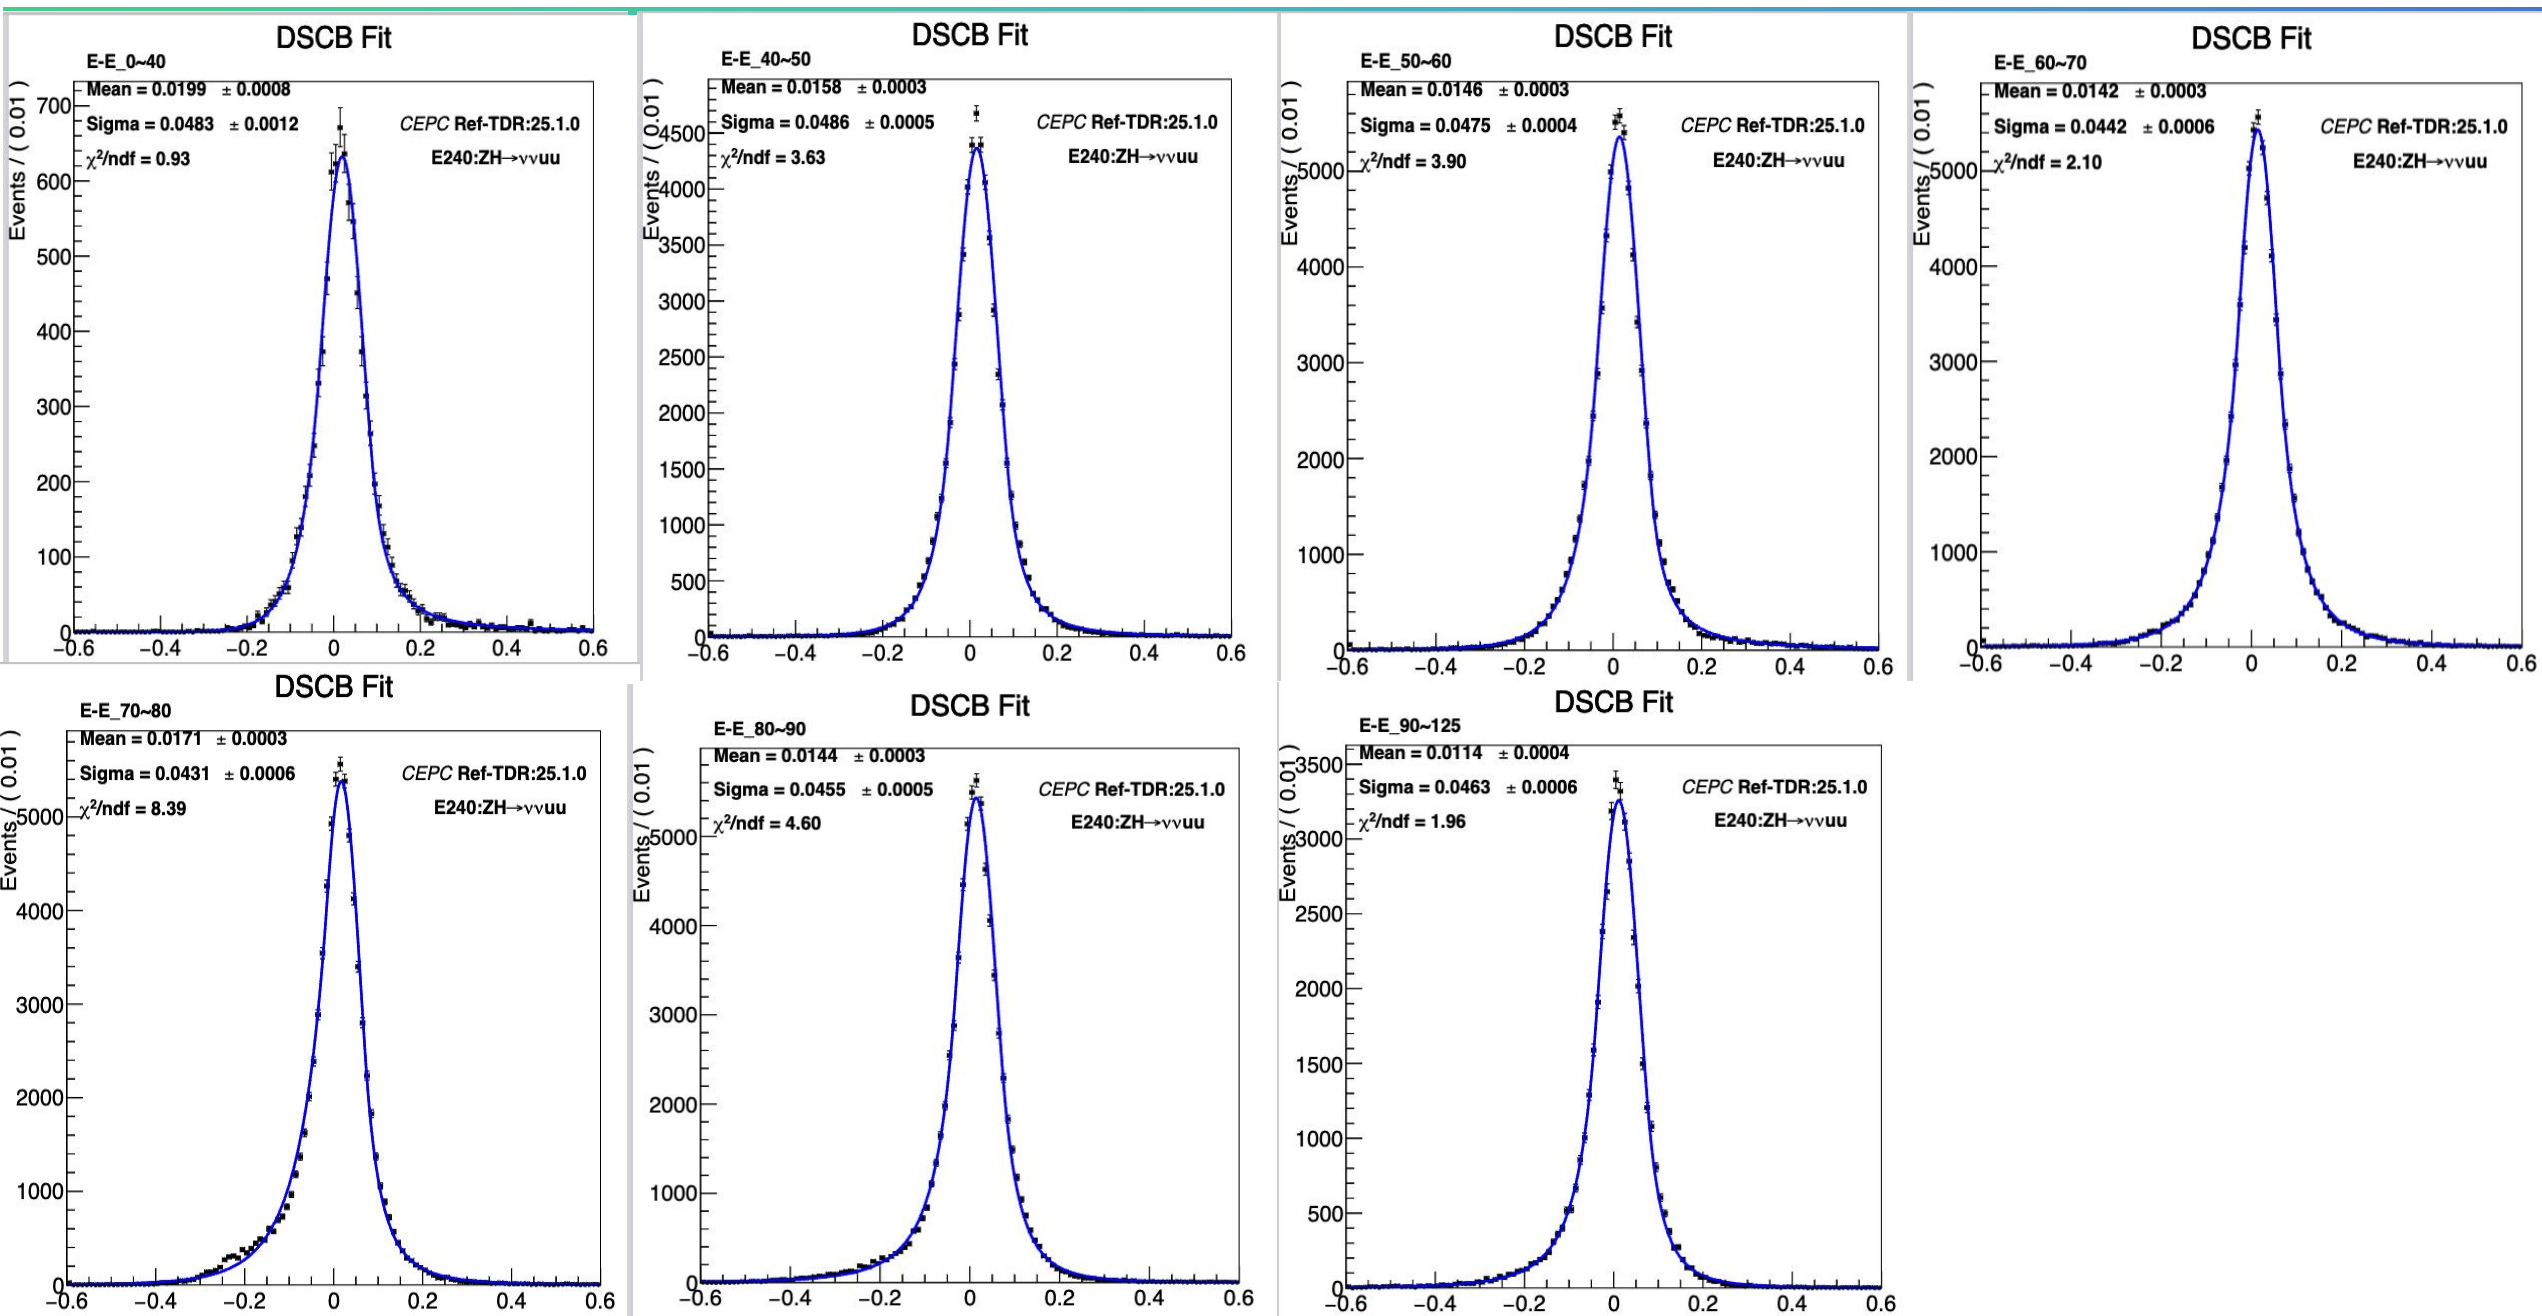 DSCB Fit
E-E_0~40
Mean = 0.0199 ± 0.0008
Sigma = 0.0483 ± 0.0012
χ²/ndf = 0.93
CEPC Ref-TDR:25.1.0
E240:ZH→ννuu
Events / ( 0.01 )
700
600
500
400
300
200
100
0
−0.6 −0.4 −0.2 0 0.2 0.4 0.6
DSCB Fit
E-E_40~50
Mean = 0.0158 ± 0.0003
Sigma = 0.0486 ± 0.0005
χ²/ndf = 3.63
CEPC Ref-TDR:25.1.0
E240:ZH→ννuu
Events / ( 0.01 )
4500
4000
3500
3000
2500
2000
1500
1000
500
0
−0.6 −0.4 −0.2 0 0.2 0.4 0.6
DSCB Fit
E-E_50~60
Mean = 0.0146 ± 0.0003
Sigma = 0.0475 ± 0.0004
χ²/ndf = 3.90
CEPC Ref-TDR:25.1.0
E240:ZH→ννuu
Events / ( 0.01 )
5000
4000
3000
2000
1000
0
−0.6 −0.4 −0.2 0 0.2 0.4 0.6
DSCB Fit
E-E_60~70
Mean = 0.0142 ± 0.0003
Sigma = 0.0442 ± 0.0006
χ²/ndf = 2.10
CEPC Ref-TDR:25.1.0
E240:ZH→ννuu
Events / ( 0.01 )
5000
4000
3000
2000
1000
0
−0.6 −0.4 −0.2 0 0.2 0.4 0.6
DSCB Fit
E-E_70~80
Mean = 0.0171 ± 0.0003
Sigma = 0.0431 ± 0.0006
χ²/ndf = 8.39
CEPC Ref-TDR:25.1.0
E240:ZH→ννuu
Events / ( 0.01 )
5000
4000
3000
2000
1000
0
−0.6 −0.4 −0.2 0 0.2 0.4 0.6
DSCB Fit
E-E_80~90
Mean = 0.0144 ± 0.0003
Sigma = 0.0455 ± 0.0005
χ²/ndf = 4.60
CEPC Ref-TDR:25.1.0
E240:ZH→ννuu
Events / ( 0.01 )
5000
4000
3000
2000
1000
0
−0.6 −0.4 −0.2 0 0.2 0.4 0.6
DSCB Fit
E-E_90~125
Mean = 0.0114 ± 0.0004
Sigma = 0.0463 ± 0.0006
χ²/ndf = 1.96
CEPC Ref-TDR:25.1.0
E240:ZH→ννuu
Events / ( 0.01 )
3500
3000
2500
2000
1500
1000
500
0
−0.6 −0.4 −0.2 0 0.2 0.4 0.6